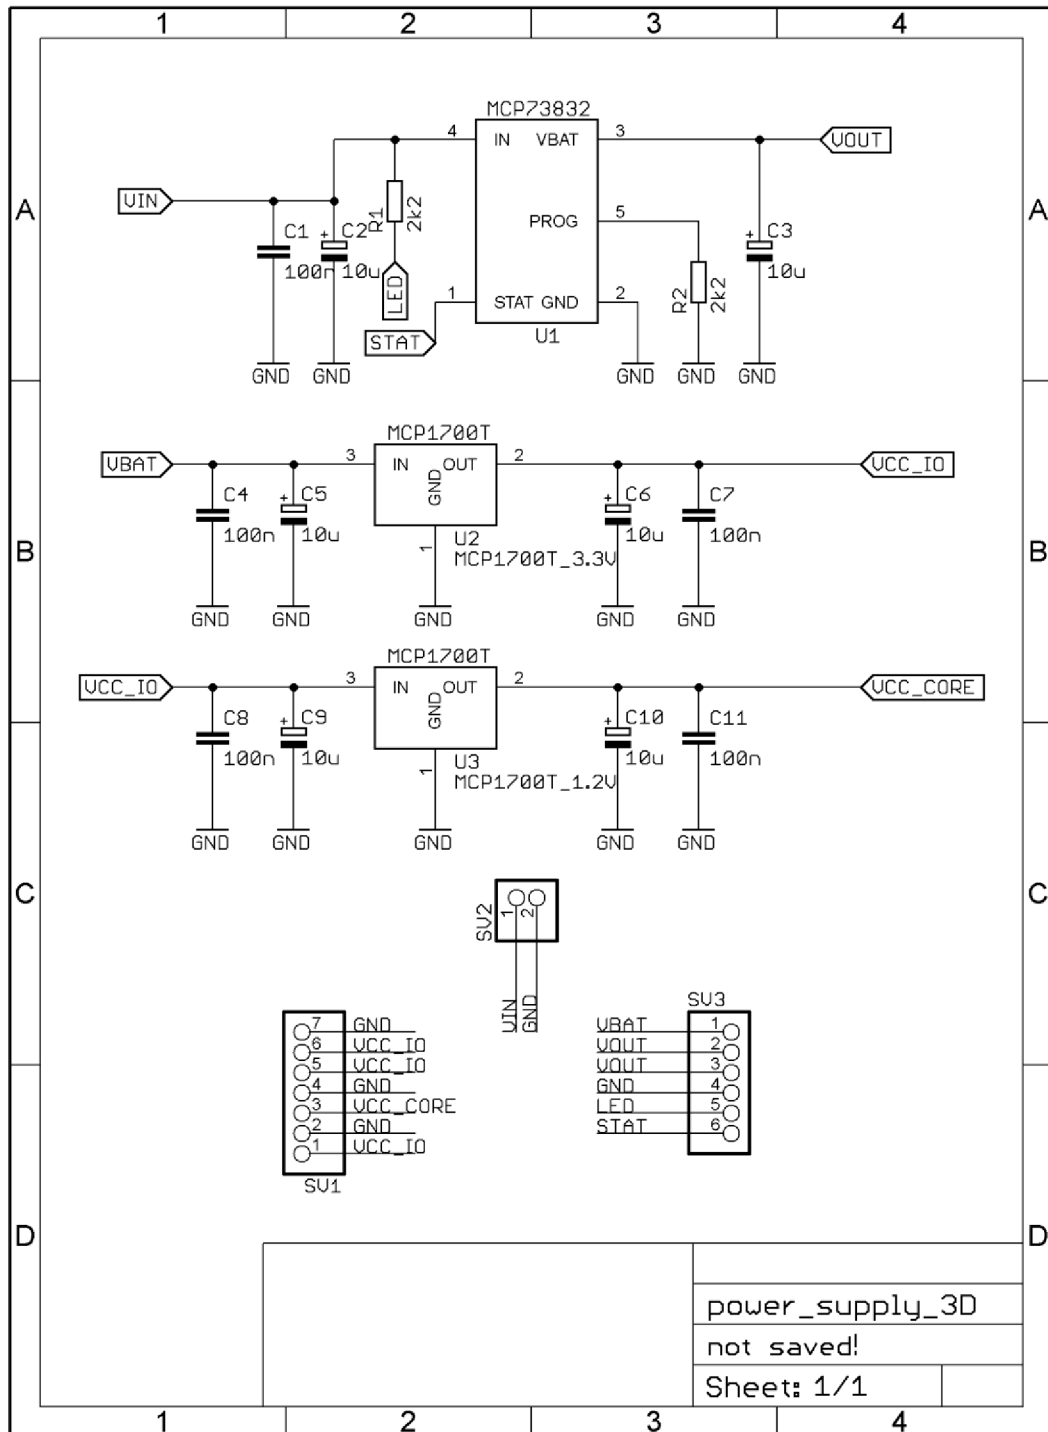 1 2 3 4
MCP73832
4 IN VBAT 3 VOUT
VIN
A A
PROG 5
R1 2k2
C1 100n
C2 10u
C3 10u
R2 2k2
LED
1 STAT GND 2
STAT
U1
GND GND GND GND GND
MCP1700T
VBAT 3 IN OUT 2 VCC_IO
GND
C4 C5 C6 C7
100n 10u 10u 100n
1 U2
B B
MCP1700T_3.3V
GND GND GND GND GND
MCP1700T
VCC_IO 3 IN OUT 2 VCC_CORE
GND
C8 C9 C10 C11
100n 10u 10u 100n
1 U3
MCP1700T_1.2V
GND GND GND GND GND
C C
SV2
1 2
VIN GND
SV3
7 GND
6 VCC_IO
5 VCC_IO
4 GND
3 VCC_CORE
2 GND
1 VCC_IO
SV1
VBAT 1
VOUT 2
VOUT 3
GND 4
LED 5
STAT 6
D D
power_supply_3D
not saved!
Sheet: 1/1
1 2 3 4